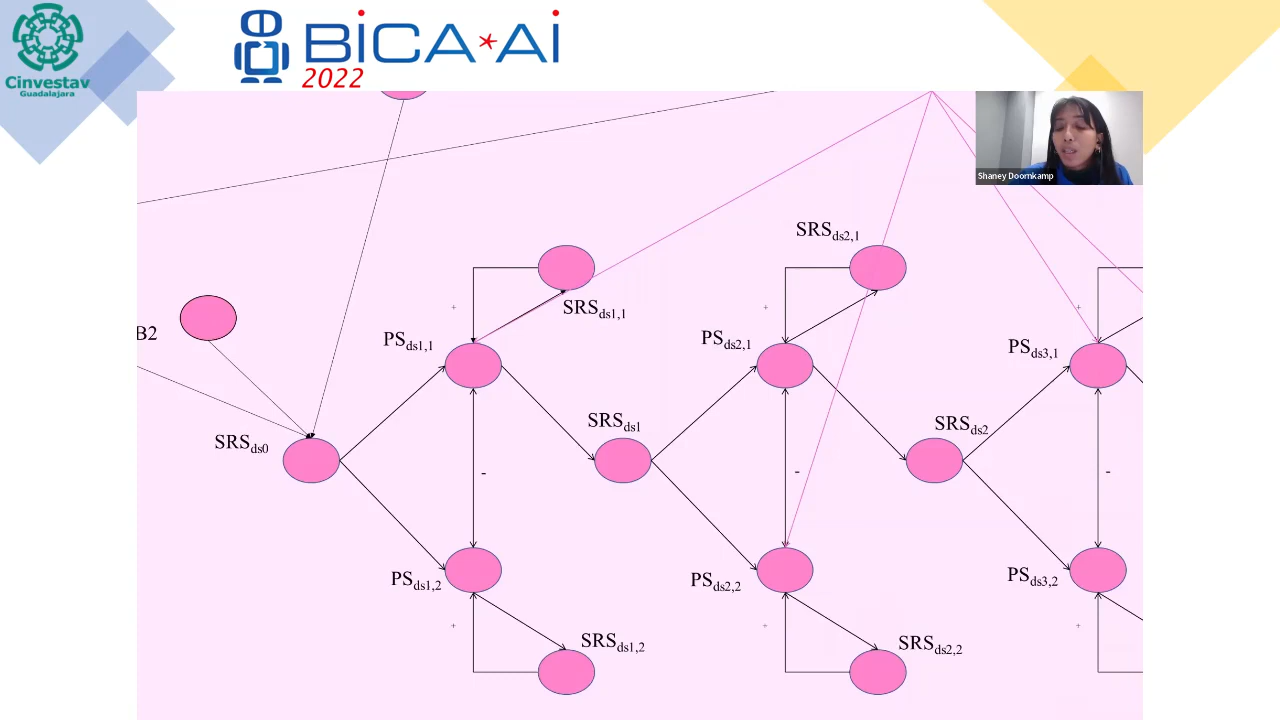 Cinvestav
Guadalajara
BiCA*Ai
2022
Shaney Doornkamp
SRSds2,1
+
+
+
SRSds1,1
B2
PSds1,1
PSds2,1
PSds3,1
SRSds1
SRSds2
SRSds0
-
-
-
PSds1,2
PSds2,2
PSds3,2
+
+
+
SRSds1,2
SRSds2,2